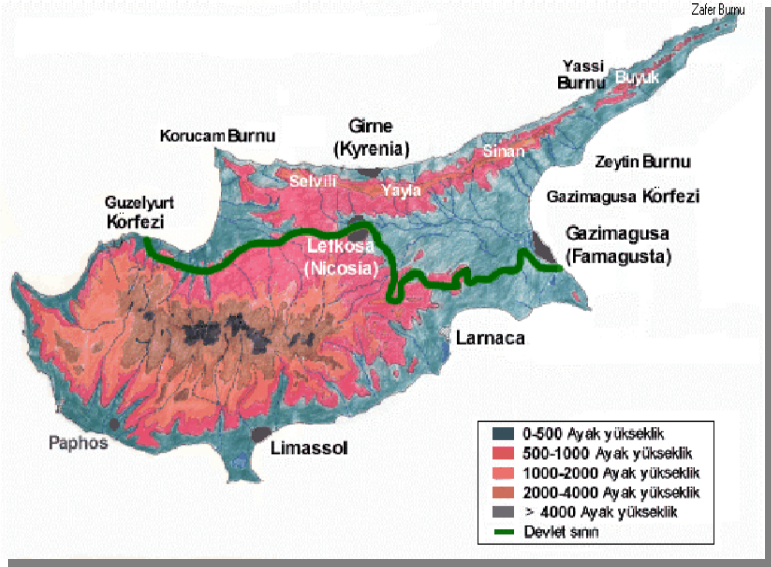 Zafer Burnu
Yassi
Burnu
Buyuk
Korucam Burnu
Girne
(Kyrenia)
Sinan
Zeytin Burnu
Selvili
Yayla
Gazimagusa Körfezi
Guzelyurt
Körfezi
Gazimagusa
(Famagusta)
Lefkosa
(Nicosia)
Larnaca
Paphos
Limassol
0-500 Ayak yükseklik
500-1000 Ayak yükseklik
1000-2000 Ayak yükseklik
2000-4000 Ayak yükseklik
> 4000 Ayak yükseklik
Devlet sınırı